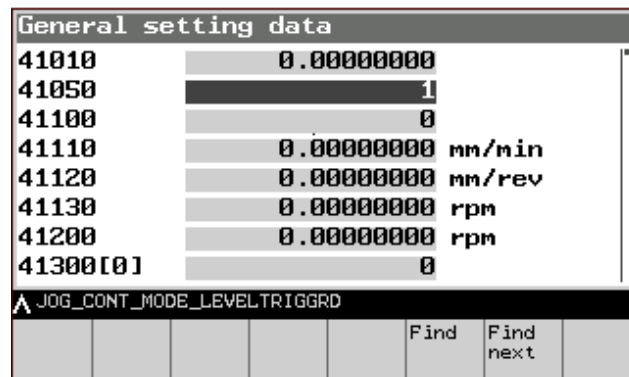 General setting data
41010 0.00000000
41050 1
41100 0
41110 0.00000000 mm/min
41120 0.00000000 mm/rev
41130 0.00000000 rpm
41200 0.00000000 rpm
41300[0] 0
JOG_CONT_MODE_LEVELTRIGGRD
Find Find
next